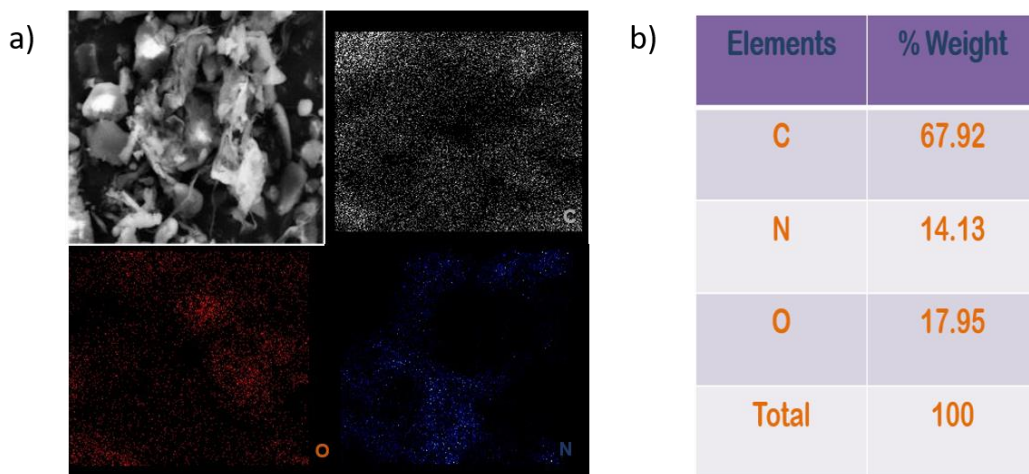 a)
C
O
N
b)
Elements % Weight
C 67.92
N 14.13
O 17.95
Total 100